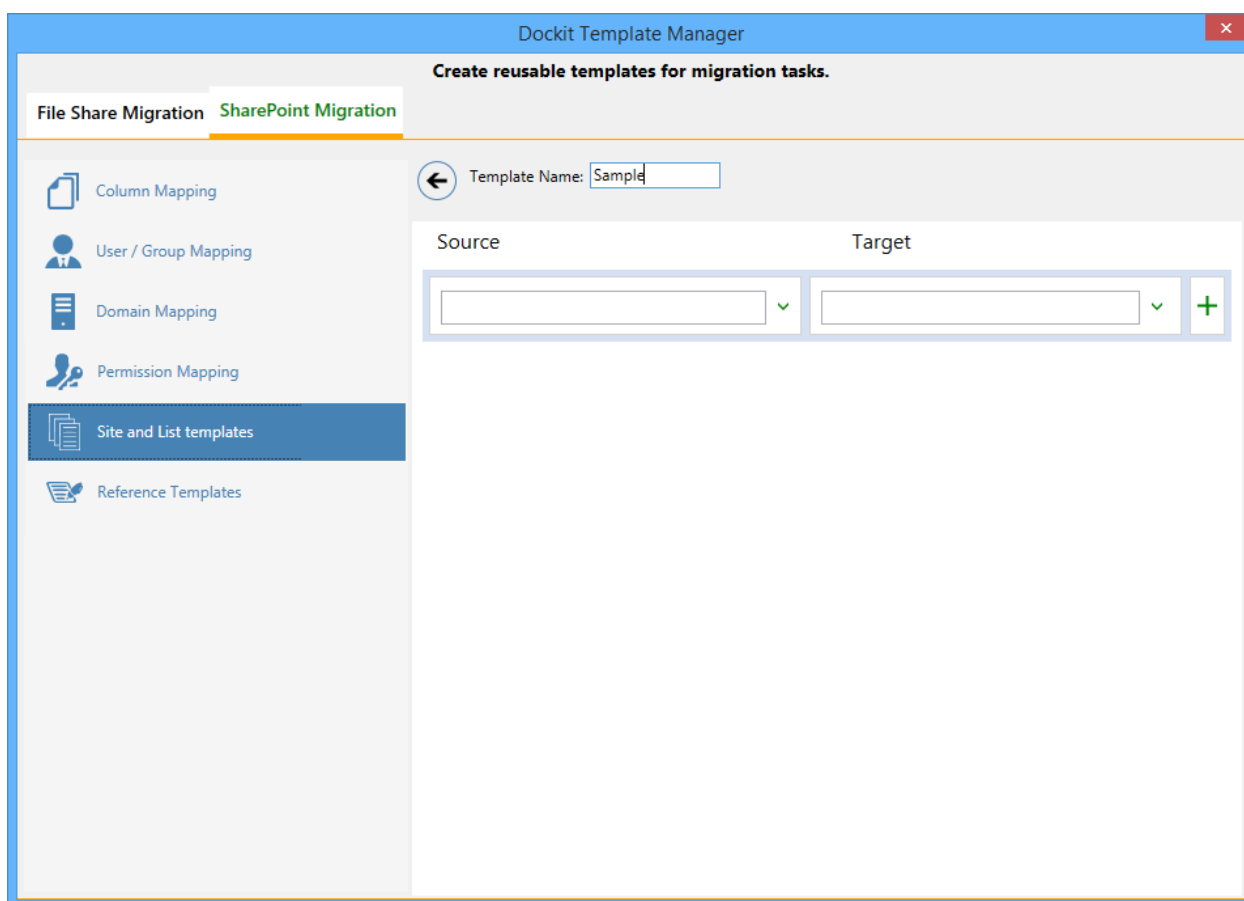 Dockit Template Manager
Create reusable templates for migration tasks.
File Share Migration SharePoint Migration
Column Mapping
User / Group Mapping
Domain Mapping
Permission Mapping
Site and List templates
Reference Templates
Template Name: Sample
Source Target